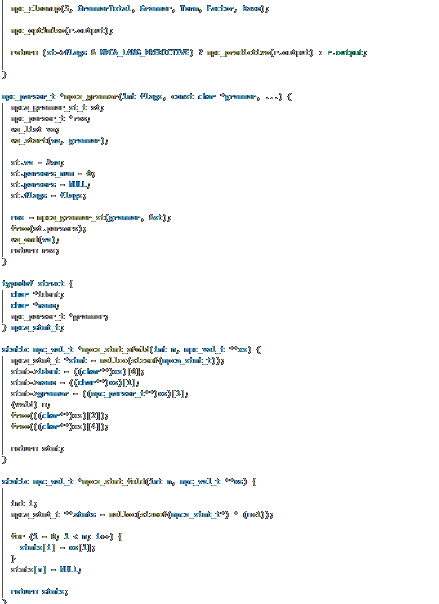 mpc_cleanup(5, GrammarTotal, Grammar, Term, Factor, Base);
mpc_optimise(r.output);
return (st->flags & MPCA_LANG_PREDICTIVE) ? mpc_predictive(r.output) : r.output;
}
mpc_parser_t *mpca_grammar(int flags, const char *grammar, ...) {
mpca_grammar_st_t st;
mpc_parser_t *res;
va_list va;
va_start(va, grammar);
st.va = &va;
st.parsers_num = 0;
st.parsers = NULL;
st.flags = flags;
res = mpca_grammar_st(grammar, &st);
free(st.parsers);
va_end(va);
return res;
}
typedef struct {
char *ident;
char *name;
mpc_parser_t *grammar;
} mpca_stmt_t;
static mpc_val_t *mpca_stmt_afold(int n, mpc_val_t **xs) {
mpca_stmt_t *stmt = malloc(sizeof(mpca_stmt_t));
stmt->ident = ((char**)xs)[0];
stmt->name = ((char**)xs)[1];
stmt->grammar = ((mpc_parser_t**)xs)[3];
(void) n;
free(((char**)xs)[2]);
free(((char**)xs)[4]);
return stmt;
}
static mpc_val_t *mpca_stmt_fold(int n, mpc_val_t **xs) {
int i;
mpca_stmt_t **stmts = malloc(sizeof(mpca_stmt_t*) * (n+1));
for (i = 0; i < n; i++) {
stmts[i] = xs[i];
}
stmts[n] = NULL;
return stmts;
}